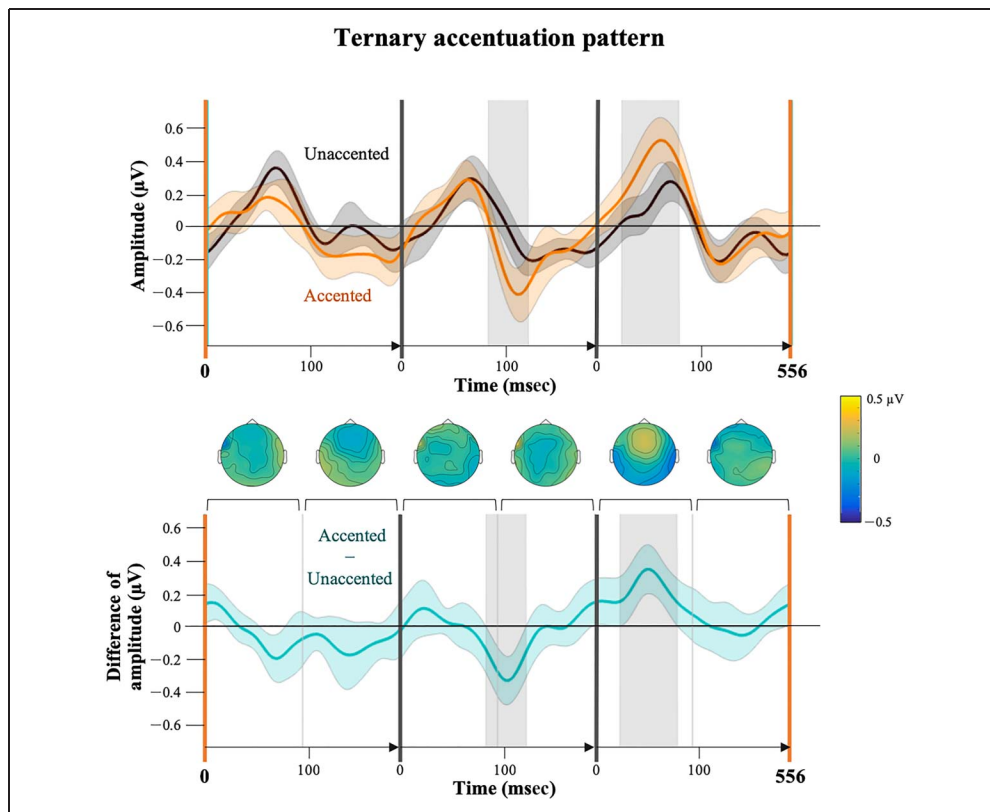 Ternary accentuation pattern
0.6
0.4
0.2
0
−0.2
−0.4
−0.6
Amplitude (µV)
Unaccented
Accented
0 100 0 100 0 100 556
Time (msec)
0.5 µV
0
−0.5
0.6
0.4
0.2
0
−0.2
−0.4
−0.6
Difference of
amplitude (µV)
Accented
–
Unaccented
0 100 0 100 0 100 556
Time (msec)